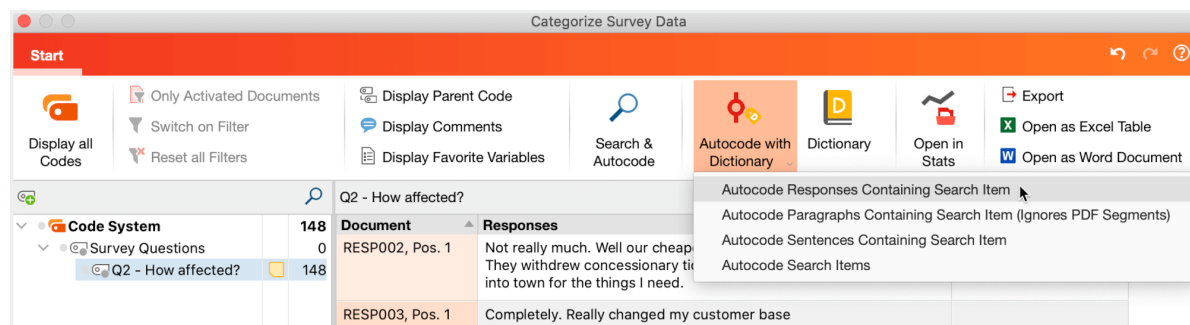 Categorize Survey Data
Start
Display all
Codes
Only Activated Documents
Switch on Filter
Reset all Filters
Display Parent Code
Display Comments
Display Favorite Variables
Search &
Autocode
Autocode with
Dictionary
D
Dictionary
Open in
Stats
Export
X Open as Excel Table
W Open as Word Document
Autocode Responses Containing Search Item
Autocode Paragraphs Containing Search Item (Ignores PDF Segments)
Autocode Sentences Containing Search Item
Autocode Search Items
Q2 - How affected?
Code System 148
Survey Questions 0
Q2 - How affected? 148
Document Responses
RESP002, Pos. 1 Not really much. Well our
They withdrew concessionary
into town for the things I need.
RESP003, Pos. 1 Completely. Really changed my customer base